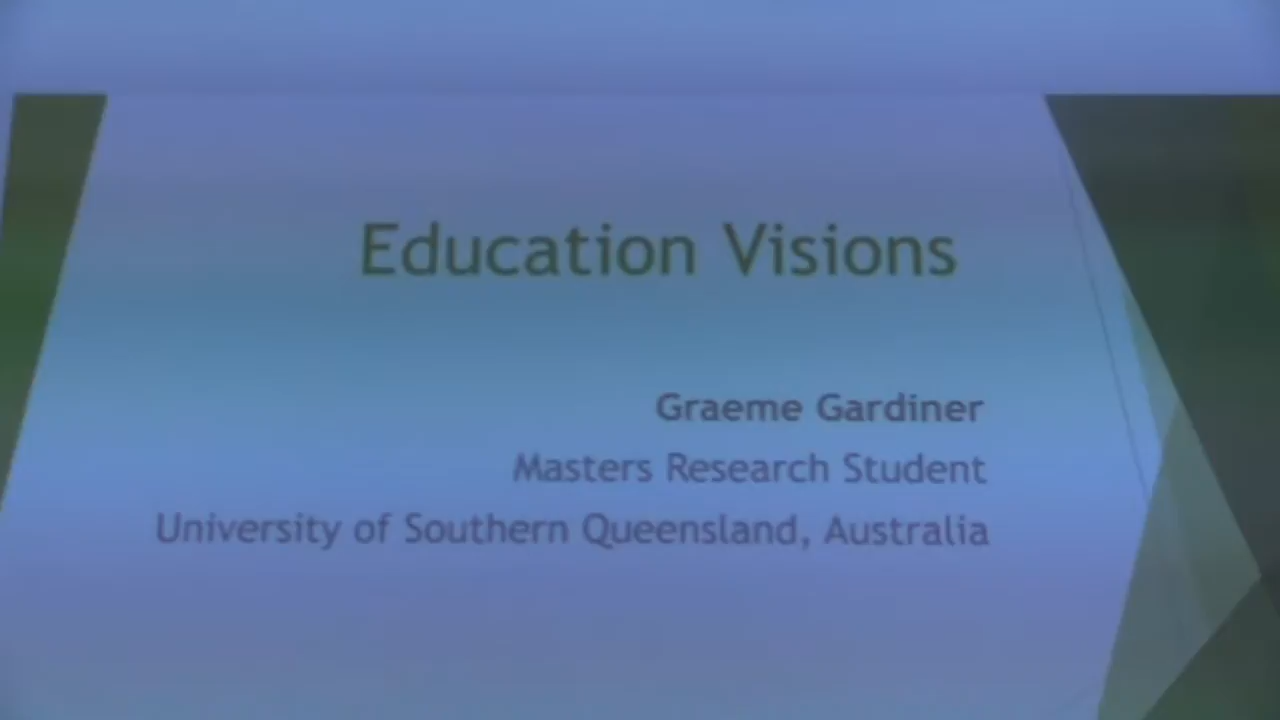 Education Visions
Graeme Gardiner
Masters Research Student
University of Southern Queensland, Australia